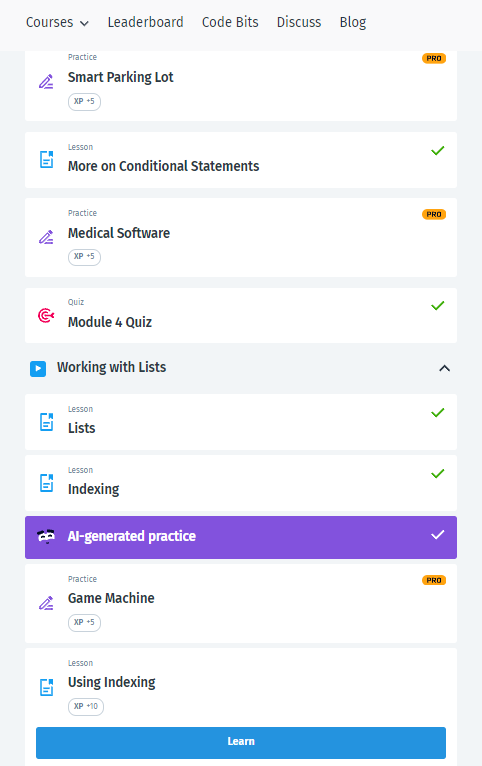 Courses Leaderboard Code Bits Discuss Blog
Practice PRO
Smart Parking Lot
XP +5
Lesson
More on Conditional Statements
Practice PRO
Medical Software
XP +5
Quiz
Module 4 Quiz
Working with Lists
Lesson
Lists
Lesson
Indexing
AI-generated practice
Practice PRO
Game Machine
XP +5
Lesson
Using Indexing
XP +10
Learn